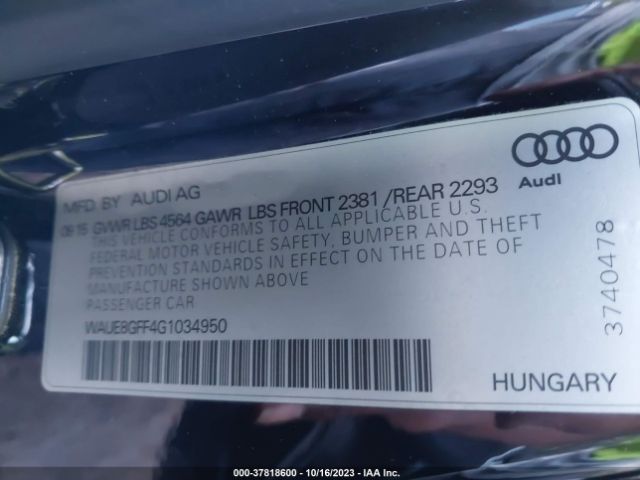 MFD BY AUDI AG
08 15 GVWR LBS 4564 GAWR LBS FRONT 2381 /REAR 2293
THIS VEHICLE CONFORMS TO ALL APPLICABLE U.S.
FEDERAL MOTOR VEHICLE SAFETY, BUMPER AND THEFT
PREVENTION STANDARDS IN EFFECT ON THE DATE OF
MANUFACTURE SHOWN ABOVE
PASSENGER CAR
WAUE8GFF4G1034950
Audi
3740478
HUNGARY
000-37818600 - 10/16/2023 - IAA Inc.